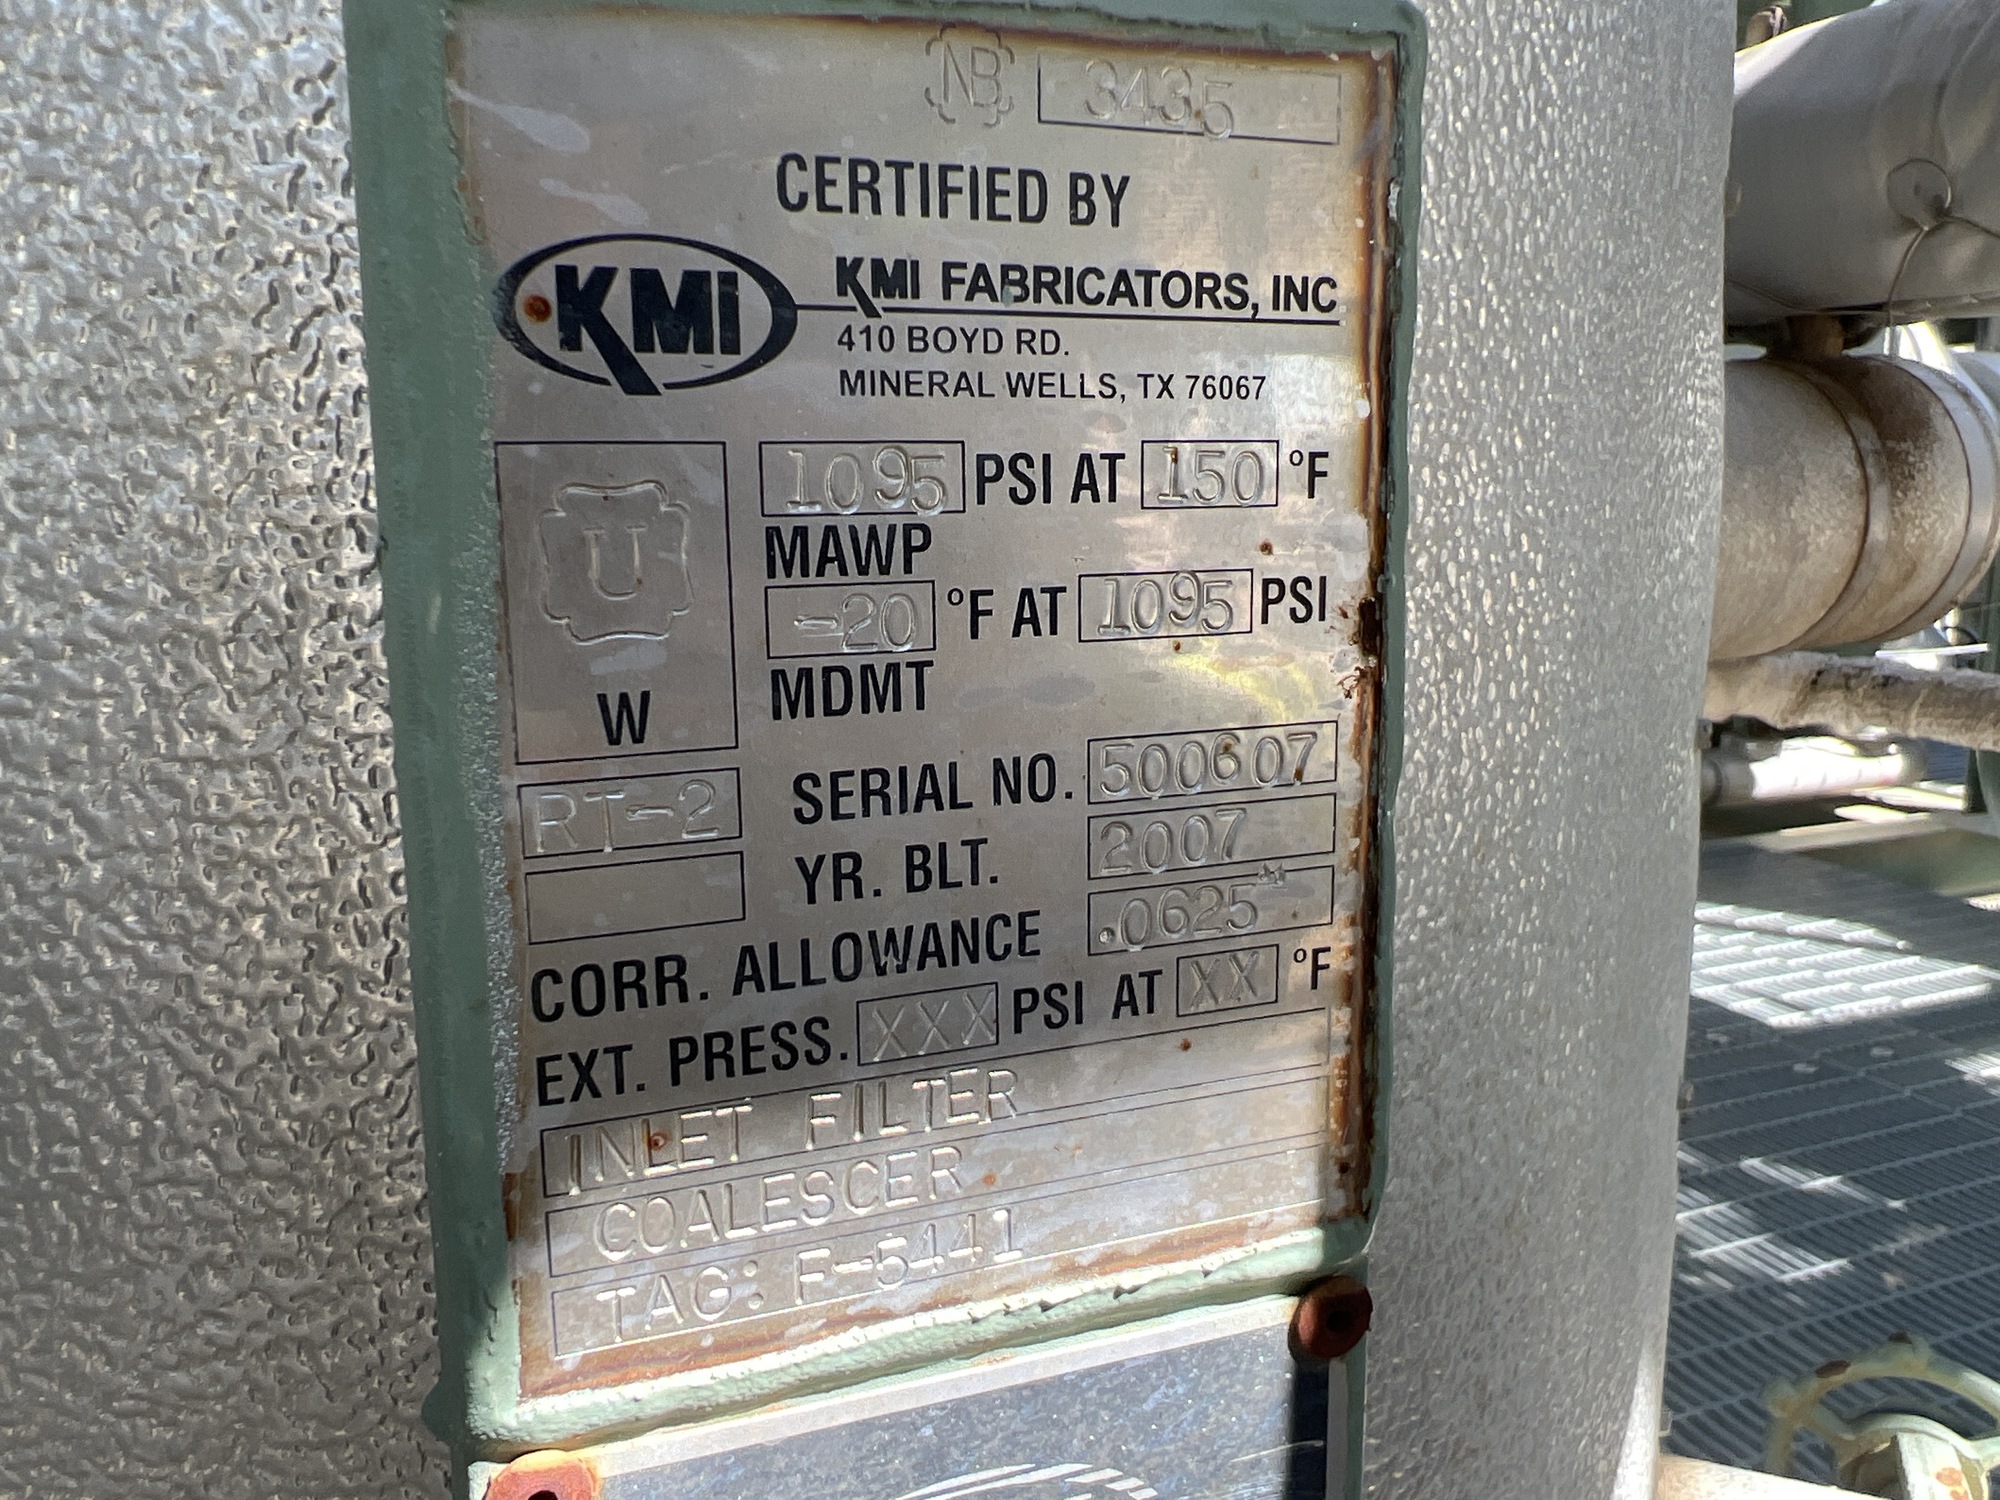 NB 3435
CERTIFIED BY
KMI
KMI FABRICATORS, INC
410 BOYD RD.
MINERAL WELLS, TX 76067
U
W
1095 PSI AT 150 °F
MAWP
-20 °F AT 1095 PSI
MDMT
RT-2
SERIAL NO. 500607
YR. BLT. 2007
CORR. ALLOWANCE .0625"
EXT. PRESS. XXX PSI AT XX °F
INLET FILTER
COALESCER
TAG: F-5441